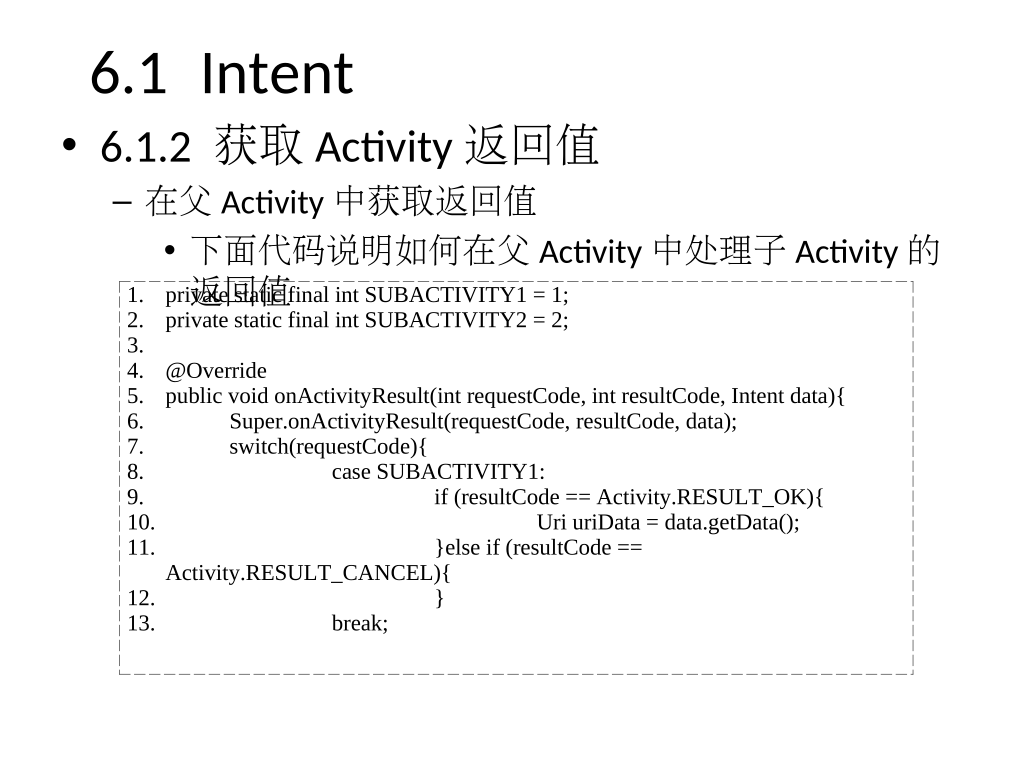 6.1 Intent
• 6.1.2 获取 Activity 返回值
– 在父 Activity 中获取返回值
• 下面代码说明如何在父 Activity 中处理子 Activity 的
返回值
1. private static final int SUBACTIVITY1 = 1;
2. private static final int SUBACTIVITY2 = 2;
3.
4. @Override
5. public void onActivityResult(int requestCode, int resultCode, Intent data){
6. Super.onActivityResult(requestCode, resultCode, data);
7. switch(requestCode){
8. case SUBACTIVITY1:
9. if (resultCode == Activity.RESULT_OK){
10. Uri uriData = data.getData();
11. }else if (resultCode ==
Activity.RESULT_CANCEL){
12. }
13. break;